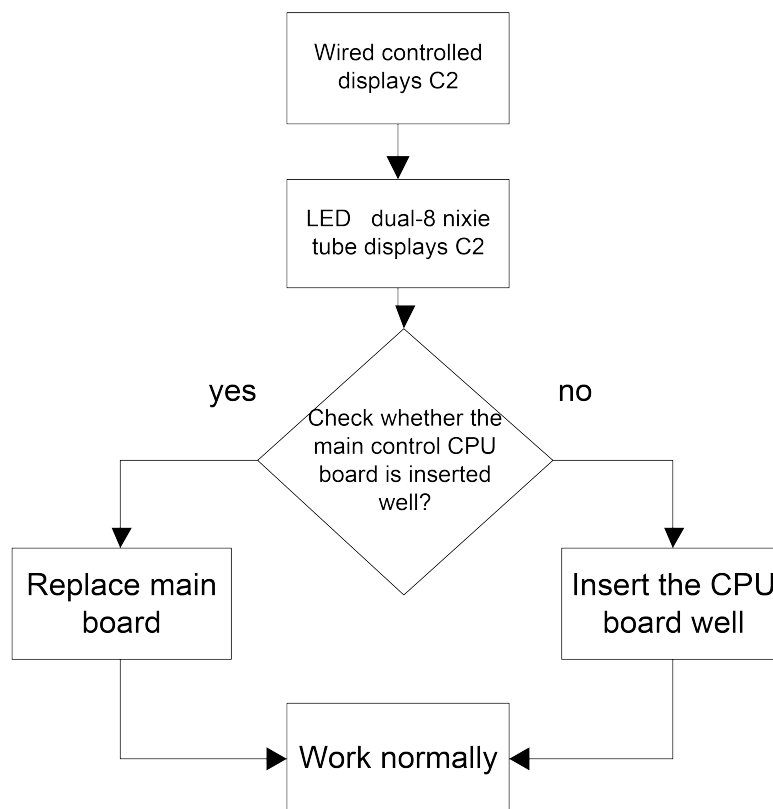 Wired controlled
displays C2
LED dual-8 nixie
tube displays C2
yes
no
Check whether the
main control CPU
board is inserted
well?
Replace main
board
Insert the CPU
board well
Work normally